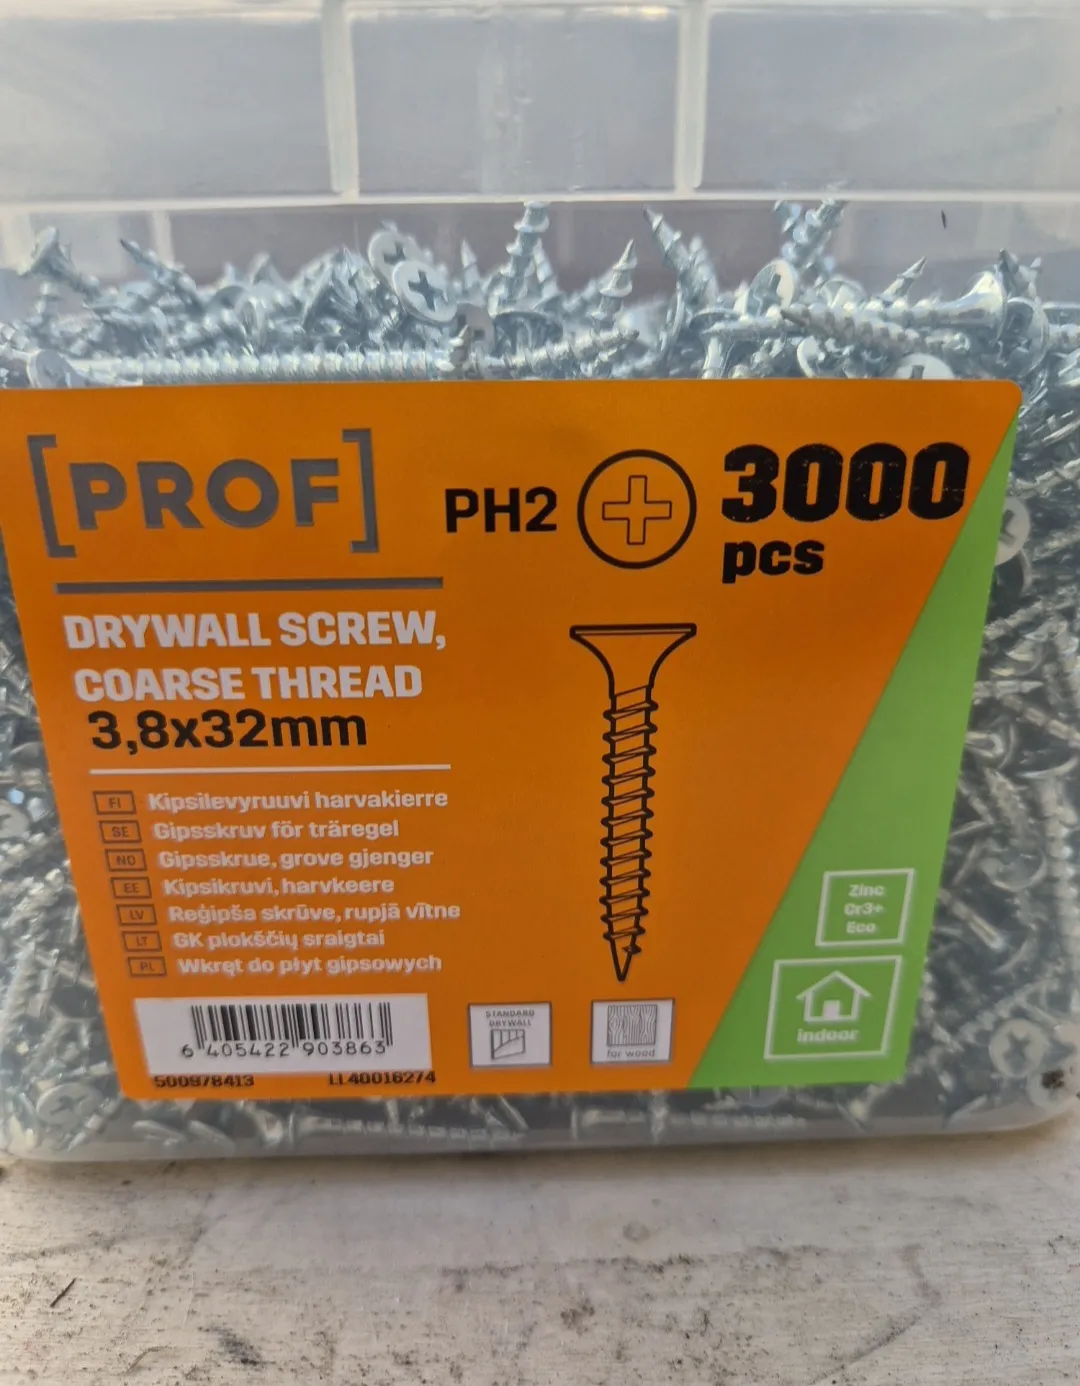 [PROF]
PH2
3000
pcs
DRYWALL SCREW,
COARSE THREAD
3,8x32mm
FI Kipsilevyruuvi harvakierre
SE Gipsskruv för träregel
NO Gipsskrue, grove gjenger
EE Kipsikruvi, harvkeere
LV Reģipša skrūve, rupjā vītne
LT GK plokščių sraigtai
PL Wkręt do płyt gipsowych
6 405422 903863
500978413 LL40016274
STANDARD
DRYWALL
for wood
Zinc
Cr3+
Eco
indoor